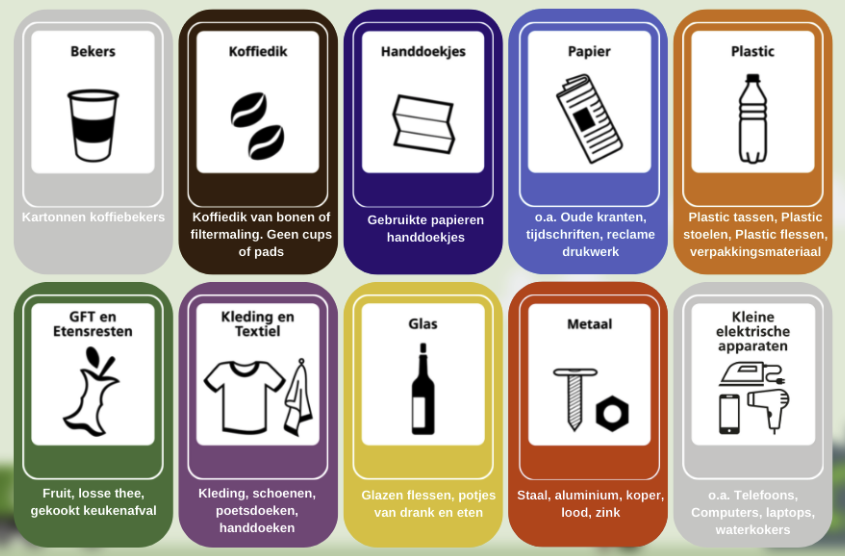 Bekers
Kartonnen koffiebekers
Koffiedik
Koffiedik van bonen of
filtermaling. Geen cups
of pads
Handdoekjes
Gebruikte papieren
handdoekjes
Papier
o.a. Oude kranten,
tijdschriften, reclame
drukwerk
Plastic
Plastic tassen, Plastic
stoelen, Plastic flessen,
verpakkingsmateriaal
GFT en
Etensresten
Fruit, losse thee,
gekookt keukenafval
Kleding en
Textiel
Kleding, schoenen,
poetsdoeken,
handdoeken
Glas
Glazen flessen, potjes
van drank en eten
Metaal
Staal, aluminium, koper,
lood, zink
Kleine
elektrische
apparaten
o.a. Telefoons,
Computers, laptops,
waterkokers